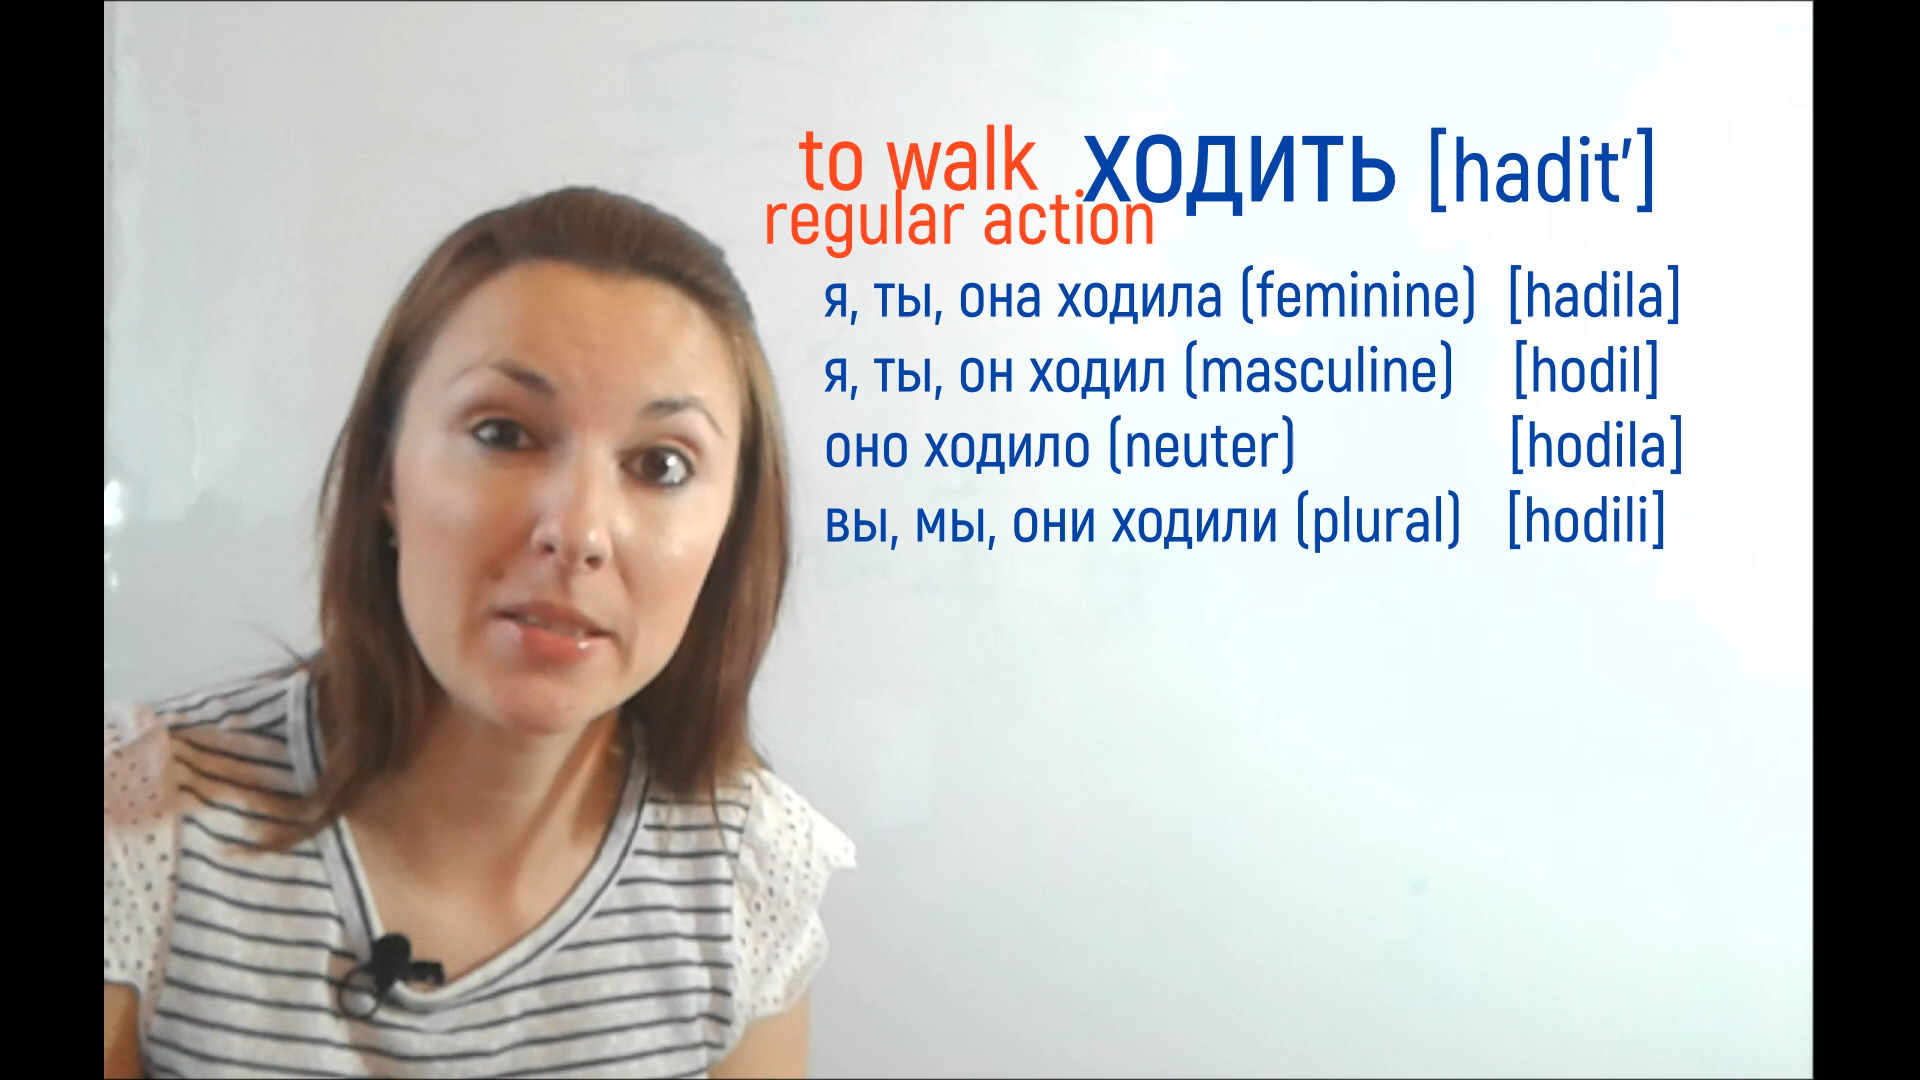 to walk ХОДИТЬ [hadit']
regular action
я, ты, она ходила (feminine) [hadila]
я, ты, он ходил (masculine) [hodil]
оно ходило (neuter) [hodila]
вы, мы, они ходили (plural) [hodili]